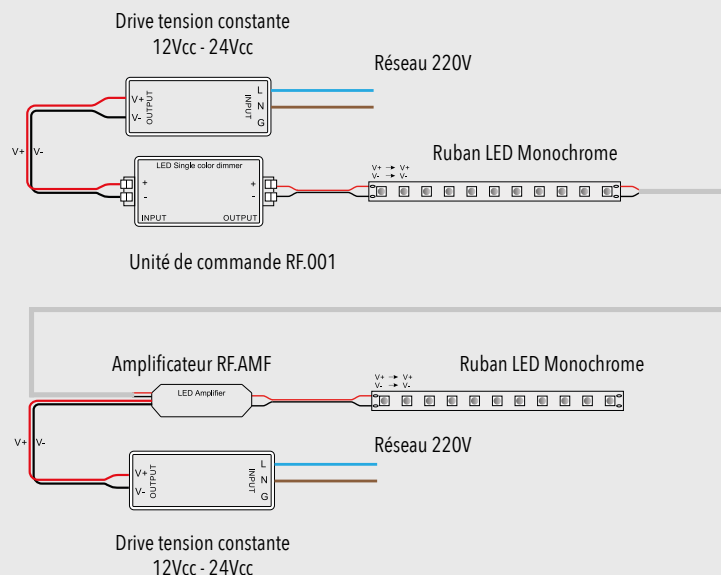 Drive tension constante
12Vcc - 24Vcc
Réseau 220V
V+
V-
OUTPUT
INPUT
L
N
G
V+
V-
LED Single color dimmer
+
-
+
-
INPUT
OUTPUT
Ruban LED Monochrome
V+ → V+
V- → V-
Unité de commande RF.001
Amplificateur RF.AMF
LED Amplifier
Ruban LED Monochrome
V+ → V+
V- → V-
V+
V-
Réseau 220V
V+
V-
OUTPUT
INPUT
L
N
G
Drive tension constante
12Vcc - 24Vcc